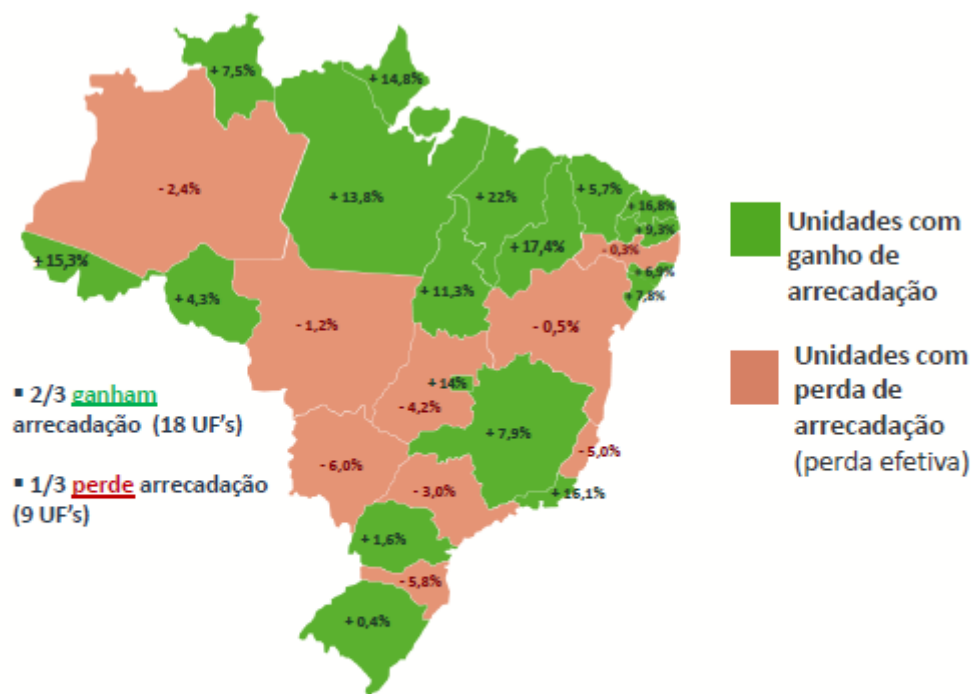 + 7,5%
+ 14,8%
- 2,4%
+ 13,8%
+ 22%
+ 5,7%
+ 16,8%
+ 9,3%
+ 17,4%
- 0,3%
+ 15,3%
+ 6,9%
+ 7,8%
+ 4,3%
+ 11,3%
- 1,2%
- 0,5%
+ 14%
- 4,2%
+ 7,9%
- 5,0%
- 6,0%
- 3,0%
+ 16,1%
+ 1,6%
- 5,8%
+ 0,4%
▪ 2/3 ganham
arrecadação (18 UF's)
▪ 1/3 perde arrecadação
(9 UF's)
Unidades com
ganho de
arrecadação
Unidades com
perda de
arrecadação
(perda efetiva)